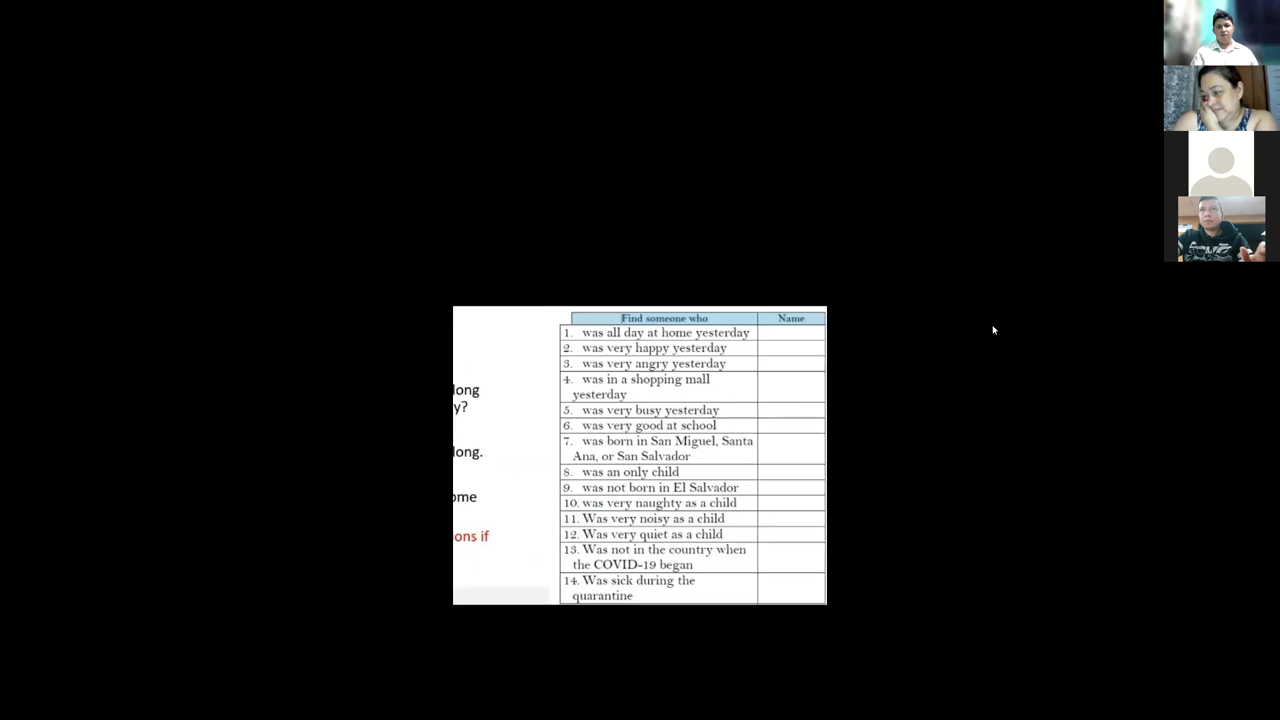 long
y?
long.
ome
ons if
Find someone who Name
1. was all day at home yesterday
2. was very happy yesterday
3. was very angry yesterday
4. was in a shopping mall
yesterday
5. was very busy yesterday
6. was very good at school
7. was born in San Miguel, Santa
Ana, or San Salvador
8. was an only child
9. was not born in El Salvador
10. was very naughty as a child
11. Was very noisy as a child
12. Was very quiet as a child
13. Was not in the country when
the COVID-19 began
14. Was sick during the
quarantine